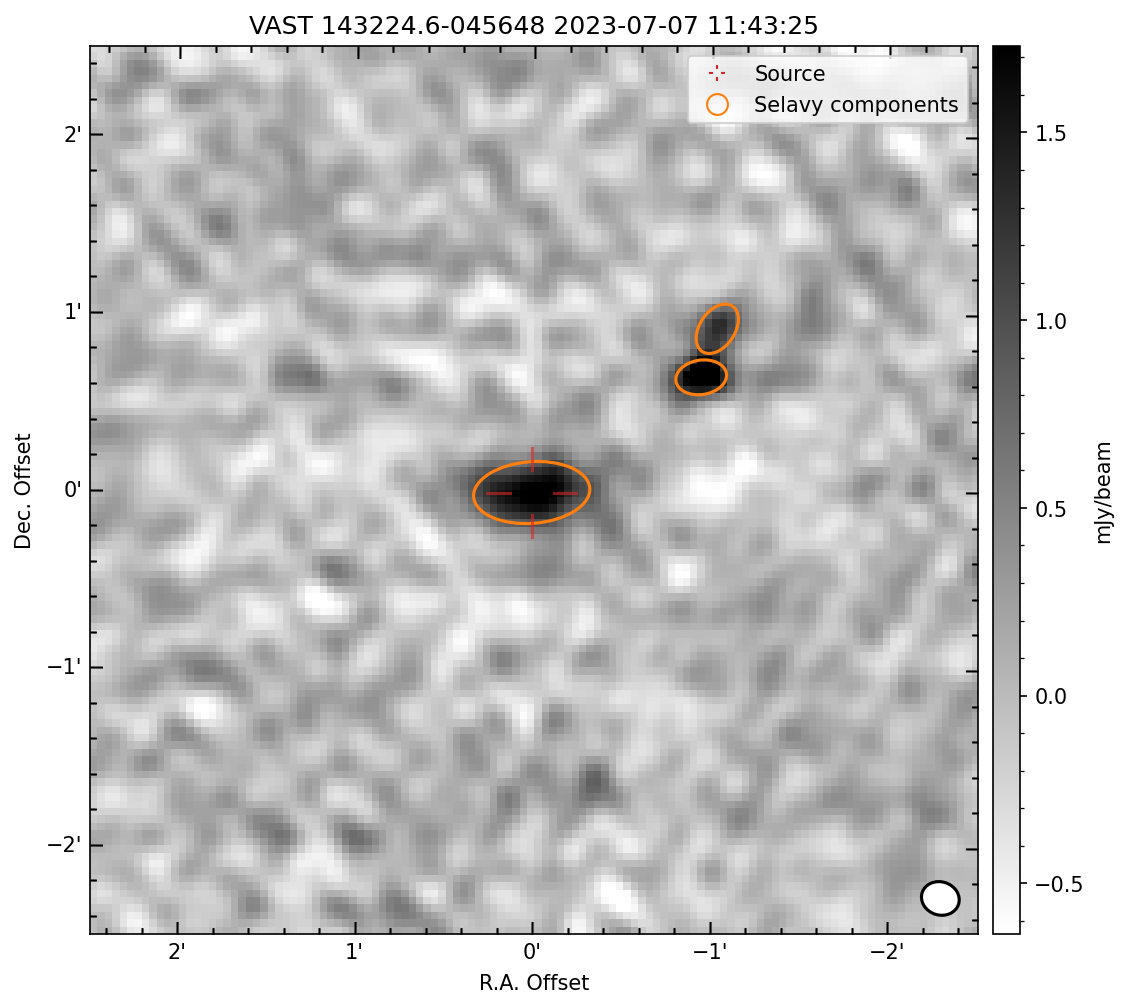 VAST 143224.6-045648 2023-07-07 11:43:25
Source
Selavy components
2'
1'
0'
−1'
−2'
Dec. Offset
2'
1'
0'
−1'
−2'
R.A. Offset
1.5
1.0
0.5
0.0
−0.5
mJy/beam